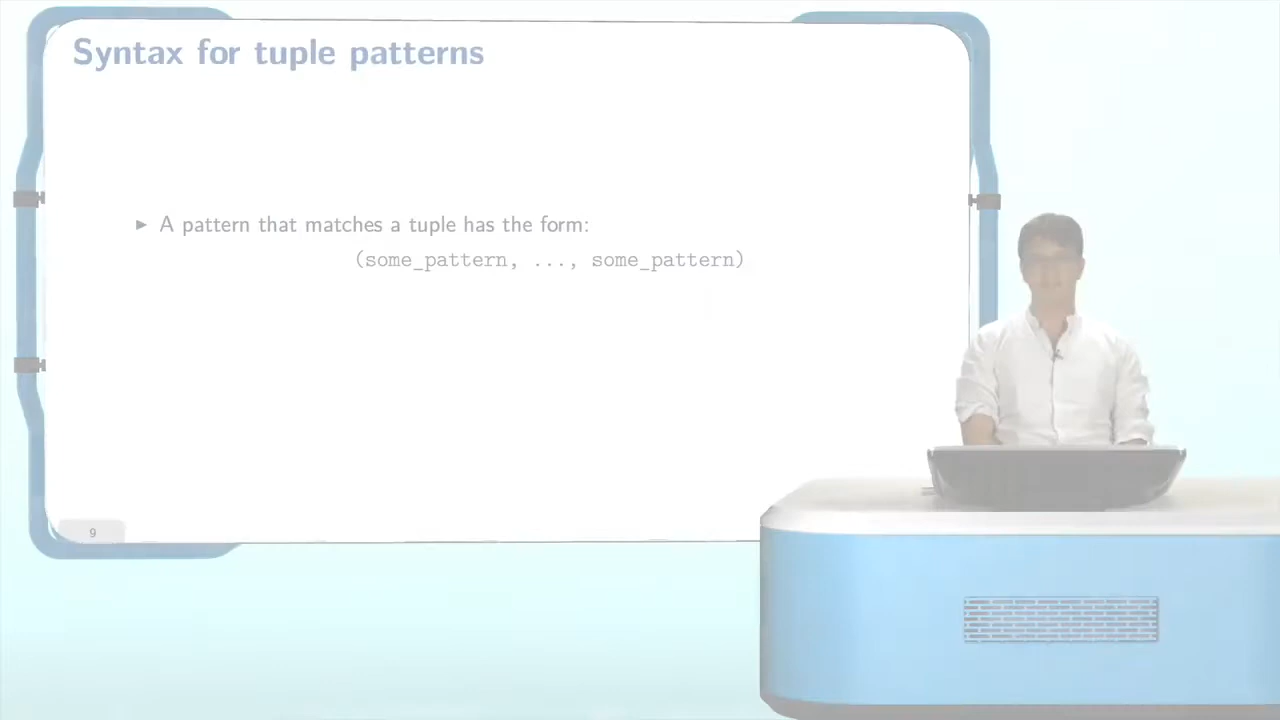 Syntax for tuple patterns
▶ A pattern that matches a tuple has the form:
(some_pattern, ..., some_pattern)
9